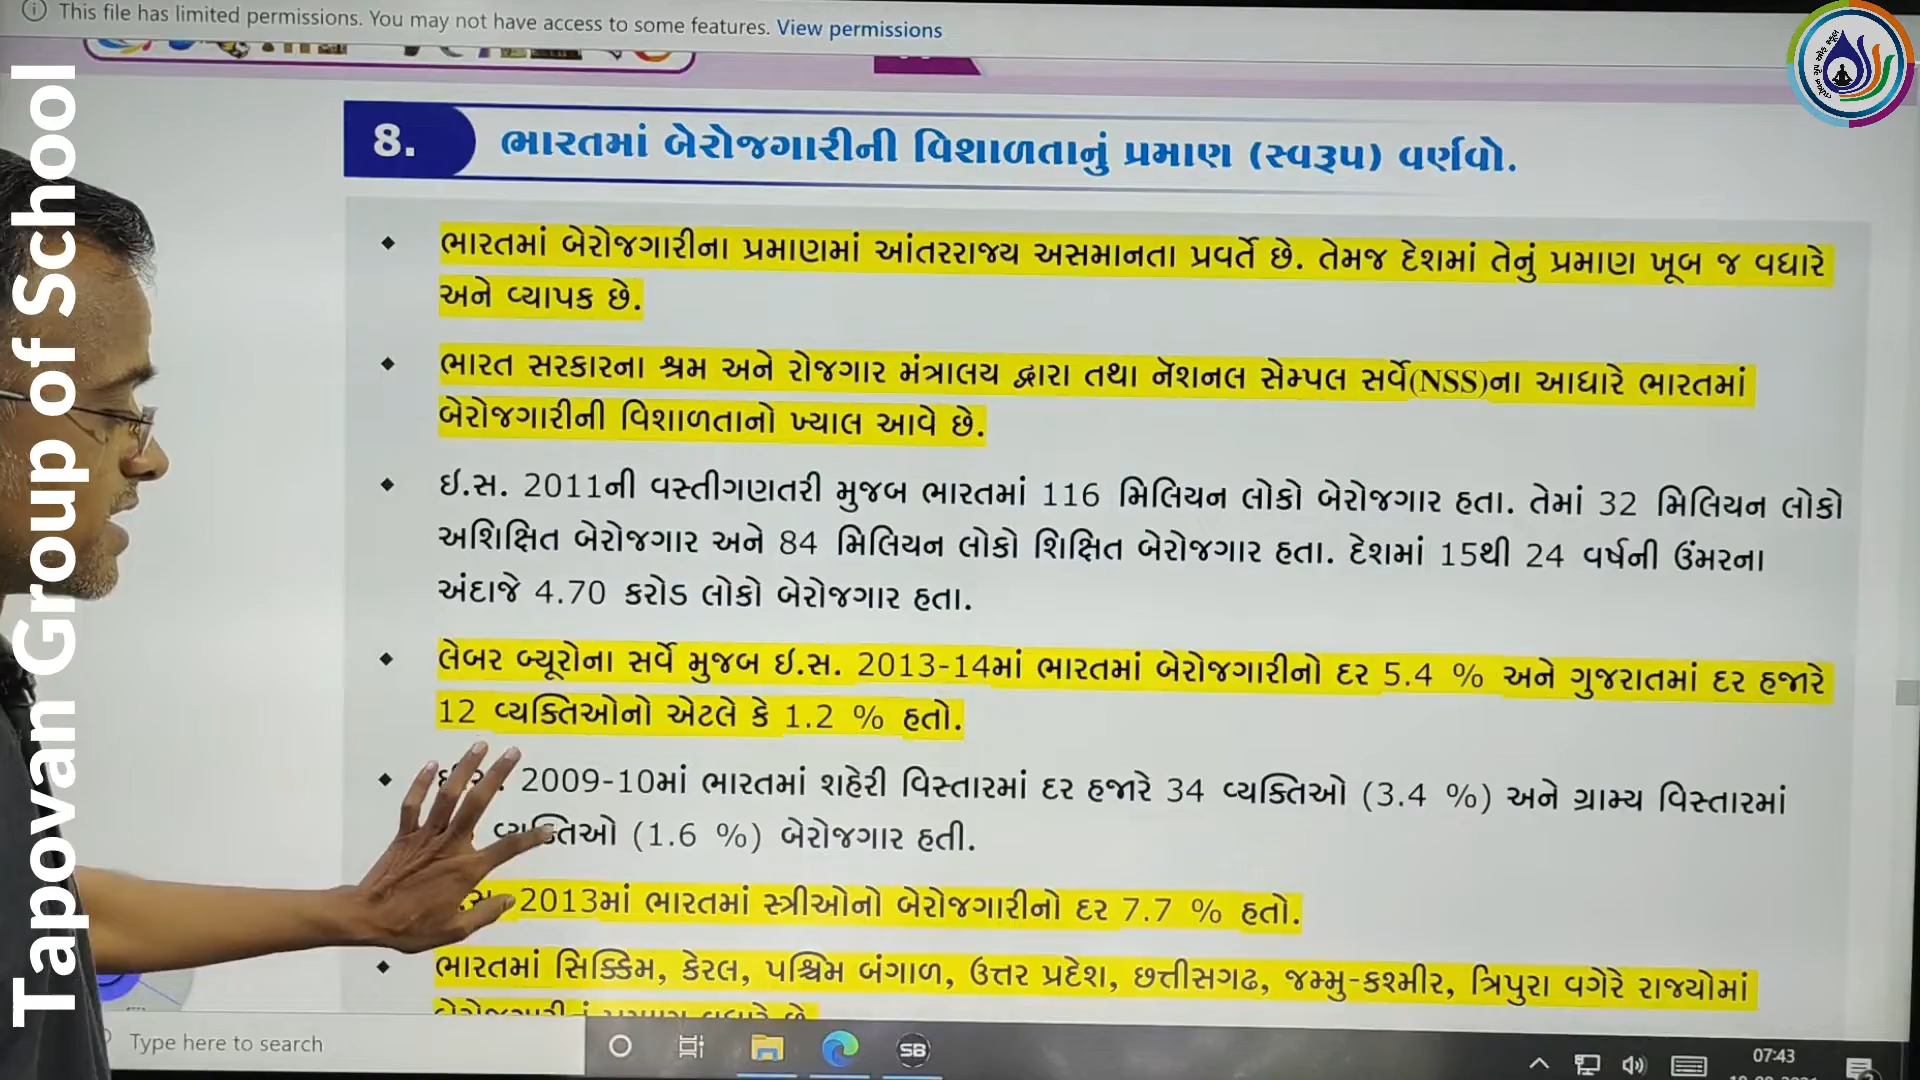 This file has limited permissions. You may not have access to some features. View permissions
Tapovan Group of School
8. ભારતમાં બેરોજગારીની વિશાળતાનું પ્રમાણ (સ્વરૂપ) વર્ણવો.
ભારતમાં બેરોજગારીના પ્રમાણમાં આંતરરાજ્ય અસમાનતા પ્રવર્તે છે. તેમજ દેશમાં તેનું પ્રમાણ ખૂબ જ વધારે
અને વ્યાપક છે.
ભારત સરકારના શ્રમ અને રોજગાર મંત્રાલય દ્વારા તથા નૅશનલ સેમ્પલ સર્વે(NSS)ના આધારે ભારતમાં
બેરોજગારીની વિશાળતાનો ખ્યાલ આવે છે.
ઈ.સ. 2011ની વસ્તીગણતરી મુજબ ભારતમાં 116 મિલિયન લોકો બેરોજગાર હતા. તેમાં 32 મિલિયન લોકો
અશિક્ષિત બેરોજગાર અને 84 મિલિયન લોકો શિક્ષિત બેરોજગાર હતા. દેશમાં 15થી 24 વર્ષની ઉંમરના
અંદાજે 4.70 કરોડ લોકો બેરોજગાર હતા.
લેબર બ્યૂરોના સર્વે મુજબ ઈ.સ. 2013-14માં ભારતમાં બેરોજગારીનો દર 5.4 % અને ગુજરાતમાં દર હજારે
12 વ્યક્તિઓનો એટલે કે 1.2 % હતો.
2009-10માં ભારતમાં શહેરી વિસ્તારમાં દર હજારે 34 વ્યક્તિઓ (3.4 %) અને ગ્રામ્ય વિસ્તારમાં
વ્યક્તિઓ (1.6 %) બેરોજગાર હતી.
2013માં ભારતમાં સ્ત્રીઓનો બેરોજગારીનો દર 7.7 % હતો.
ભારતમાં સિક્કિમ, કેરલ, પશ્ચિમ બંગાળ, ઉત્તર પ્રદેશ, છત્તીસગઢ, જમ્મુ-કશ્મીર, ત્રિપુરા વગેરે રાજ્યોમાં
Type here to search
SB
07:43